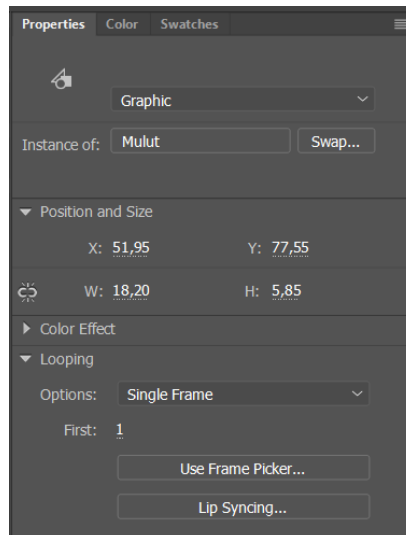 Properties Color Swatches
Graphic
Instance of: Mulut Swap...
Position and Size
X: 51,95 Y: 77,55
W: 18,20 H: 5,85
Color Effect
Looping
Options: Single Frame
First: 1
Use Frame Picker...
Lip Syncing...